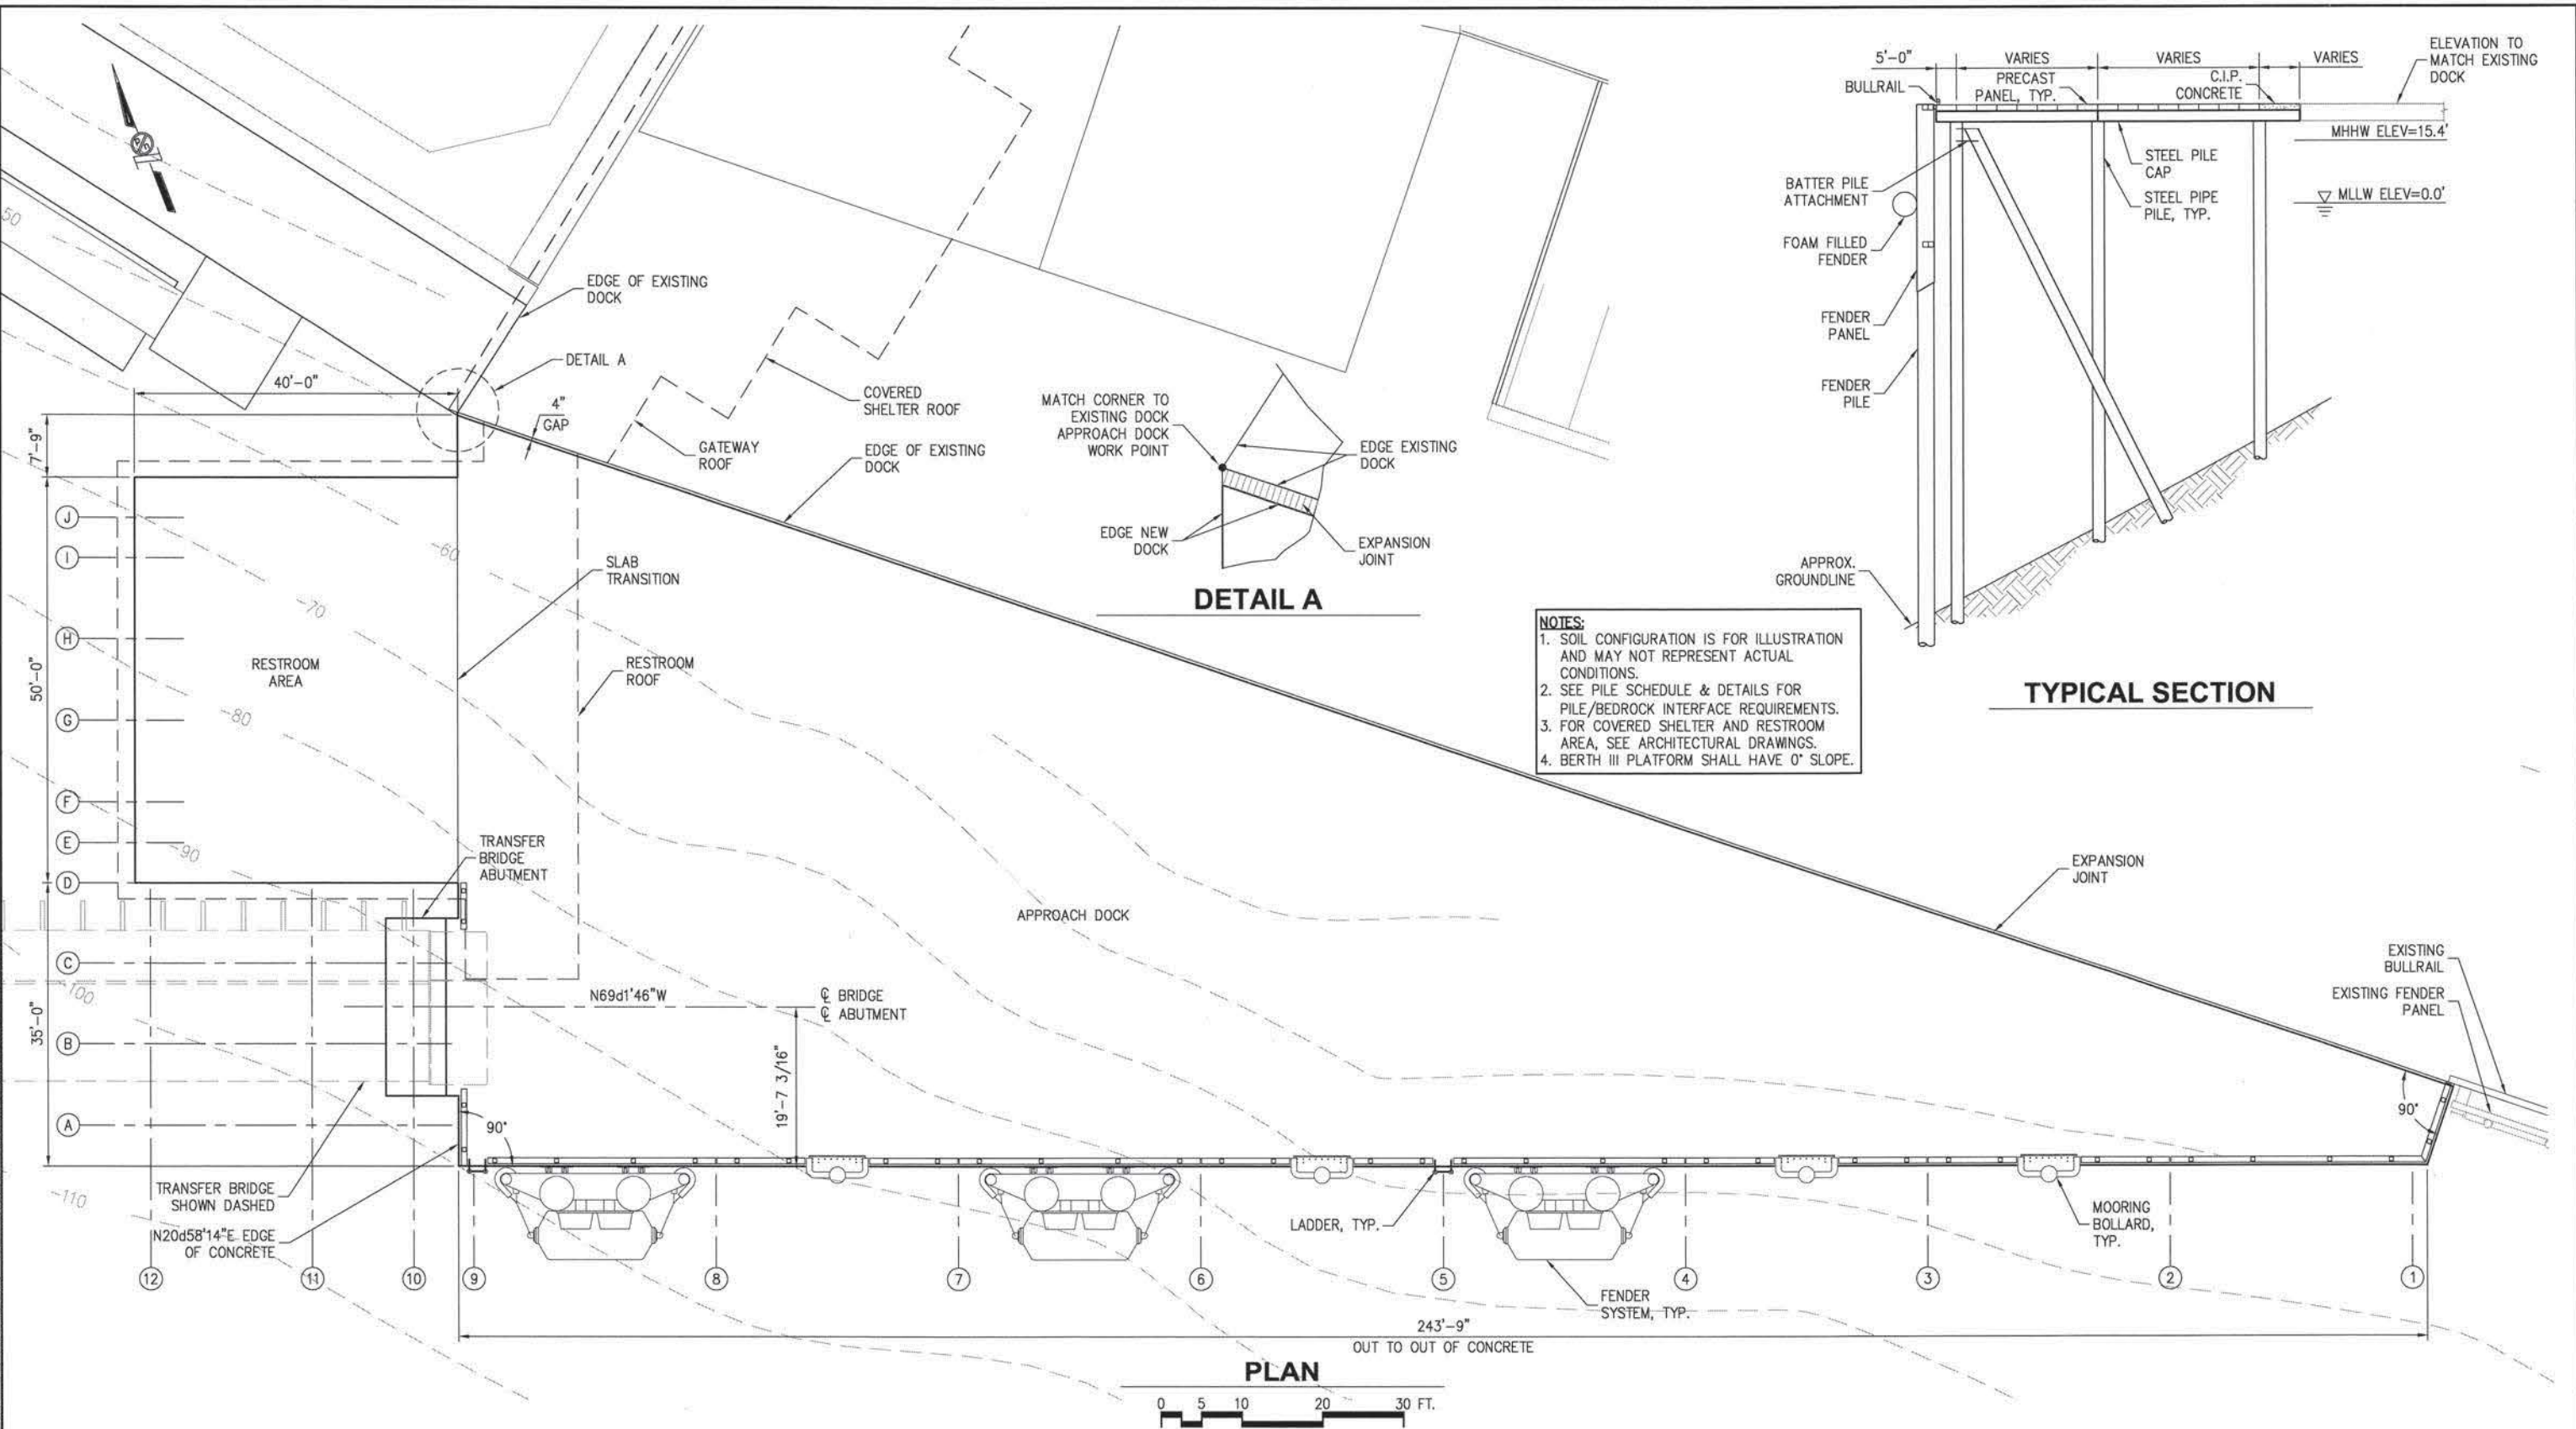 50
40'-0"
7'-9"
50'-0"
35'-0"
4"
GAP
EDGE OF EXISTING
DOCK
DETAIL A
COVERED
SHELTER ROOF
GATEWAY
ROOF
EDGE OF EXISTING
DOCK
J
I
H
G
F
E
D
C
B
A
RESTROOM
AREA
SLAB
TRANSITION
RESTROOM
ROOF
-60
-70
-80
-90
-100
-110
TRANSFER
BRIDGE
ABUTMENT
APPROACH DOCK
N69d1'46"W
℄ BRIDGE
℄ ABUTMENT
19'-7 3/16"
90°
TRANSFER BRIDGE
SHOWN DASHED
N20d58'14"E EDGE
OF CONCRETE
12
11
10
9
8
7
6
5
4
3
2
1
LADDER, TYP.
FENDER
SYSTEM, TYP.
MOORING
BOLLARD,
TYP.
EXPANSION
JOINT
EXISTING
BULLRAIL
EXISTING FENDER
PANEL
90°
243'-9"
OUT TO OUT OF CONCRETE
PLAN
0 5 10 20 30 FT.
MATCH CORNER TO
EXISTING DOCK
APPROACH DOCK
WORK POINT
EDGE EXISTING
DOCK
EDGE NEW
DOCK
EXPANSION
JOINT
DETAIL A
5'-0"
VARIES
VARIES
VARIES
BULLRAIL
PRECAST
PANEL, TYP.
C.I.P.
CONCRETE
ELEVATION TO
MATCH EXISTING
DOCK
MHHW ELEV=15.4'
MLLW ELEV=0.0'
STEEL PILE
CAP
STEEL PIPE
PILE, TYP.
BATTER PILE
ATTACHMENT
FOAM FILLED
FENDER
FENDER
PANEL
FENDER
PILE
APPROX.
GROUNDLINE
TYPICAL SECTION
NOTES:
1. SOIL CONFIGURATION IS FOR ILLUSTRATION
AND MAY NOT REPRESENT ACTUAL
CONDITIONS.
2. SEE PILE SCHEDULE & DETAILS FOR
PILE/BEDROCK INTERFACE REQUIREMENTS.
3. FOR COVERED SHELTER AND RESTROOM
AREA, SEE ARCHITECTURAL DRAWINGS.
4. BERTH III PLATFORM SHALL HAVE 0° SLOPE.